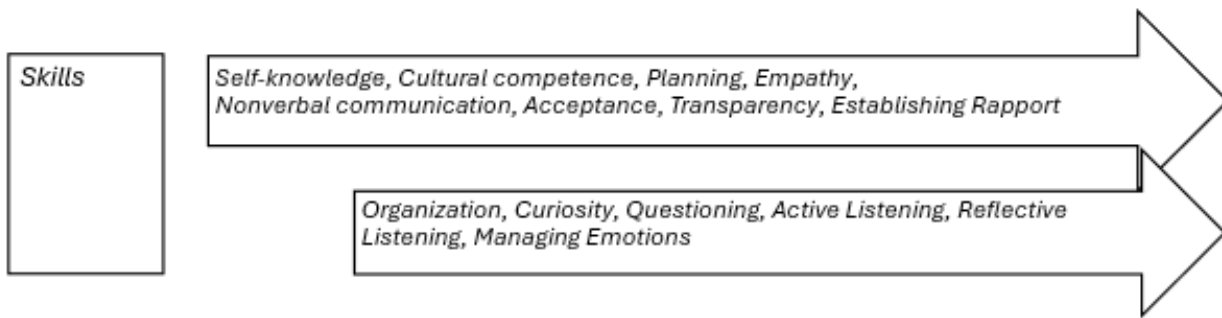 Skills
Self-knowledge, Cultural competence, Planning, Empathy,
Nonverbal communication, Acceptance, Transparency, Establishing Rapport
Organization, Curiosity, Questioning, Active Listening, Reflective
Listening, Managing Emotions